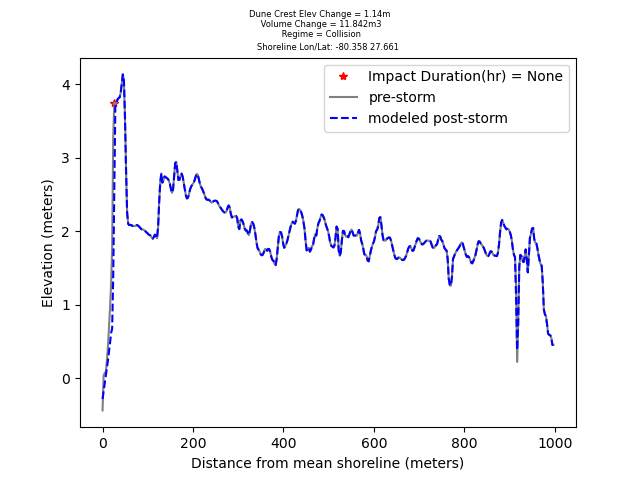 Dune Crest Elev Change = 1.14m
Volume Change = 11.842m3
Regime = Collision
Shoreline Lon/Lat: -80.358 27.661
Impact Duration(hr) = None
pre-storm
modeled post-storm
Elevation (meters)
4
3
2
1
0
0 200 400 600 800 1000
Distance from mean shoreline (meters)